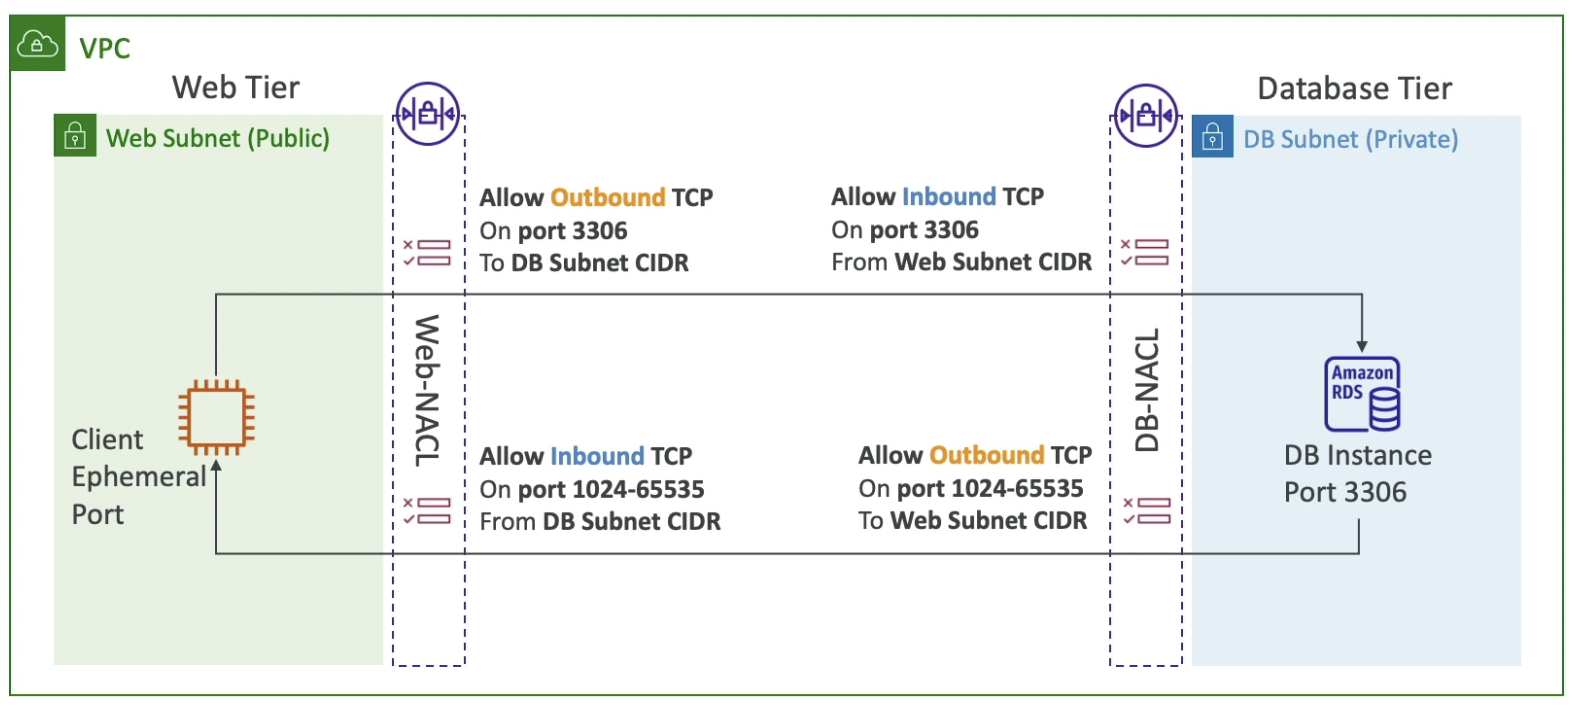 VPC
Web Tier
Database Tier
Web Subnet (Public)
DB Subnet (Private)
Allow Outbound TCP
On port 3306
To DB Subnet CIDR
Allow Inbound TCP
On port 3306
From Web Subnet CIDR
Web-NACL
DB-NACL
Amazon
RDS
Client
Ephemeral
Port
Allow Inbound TCP
On port 1024-65535
From DB Subnet CIDR
Allow Outbound TCP
On port 1024-65535
To Web Subnet CIDR
DB Instance
Port 3306